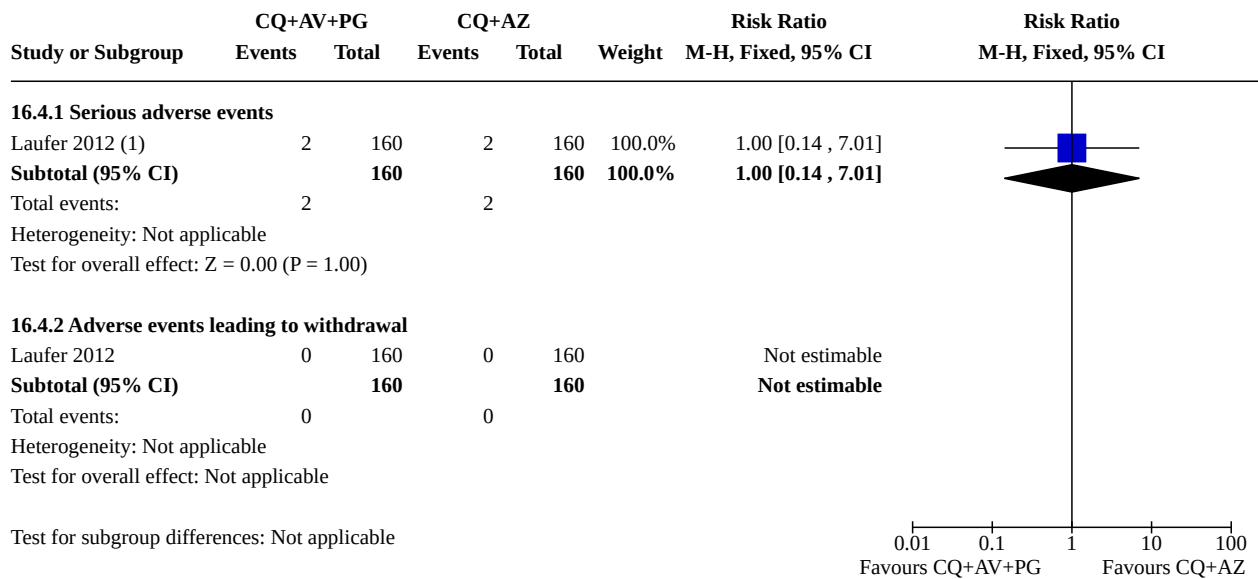 CQ+AV+PG CQ+AZ Risk Ratio Risk Ratio
Study or Subgroup Events Total Events Total Weight M-H, Fixed, 95% CI M-H, Fixed, 95% CI
16.4.1 Serious adverse events
Laufer 2012 (1) 2 160 2 160 100.0% 1.00 [0.14 , 7.01]
Subtotal (95% CI) 160 160 100.0% 1.00 [0.14 , 7.01]
Total events: 2 2
Heterogeneity: Not applicable
Test for overall effect: Z = 0.00 (P = 1.00)
16.4.2 Adverse events leading to withdrawal
Laufer 2012 0 160 0 160 Not estimable
Subtotal (95% CI) 160 160 Not estimable
Total events: 0 0
Heterogeneity: Not applicable
Test for overall effect: Not applicable
Test for subgroup differences: Not applicable
0.01 0.1 1 10 100
Favours CQ+AV+PG Favours CQ+AZ